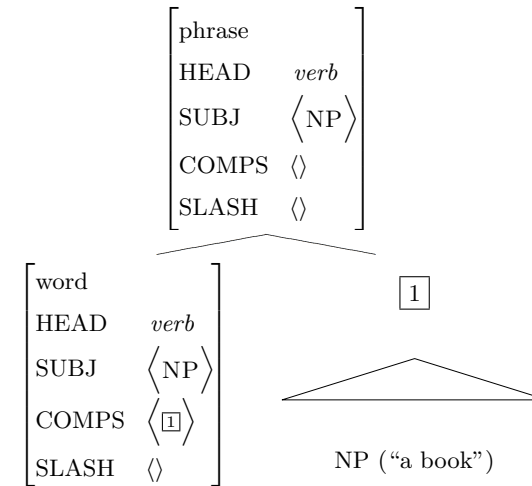 phrase
HEAD verb
SUBJ ⟨NP⟩
COMPS ⟨⟩
SLASH ⟨⟩
word
HEAD verb
SUBJ ⟨NP⟩
COMPS ⟨1⟩
SLASH ⟨⟩
1
NP (“a book”)